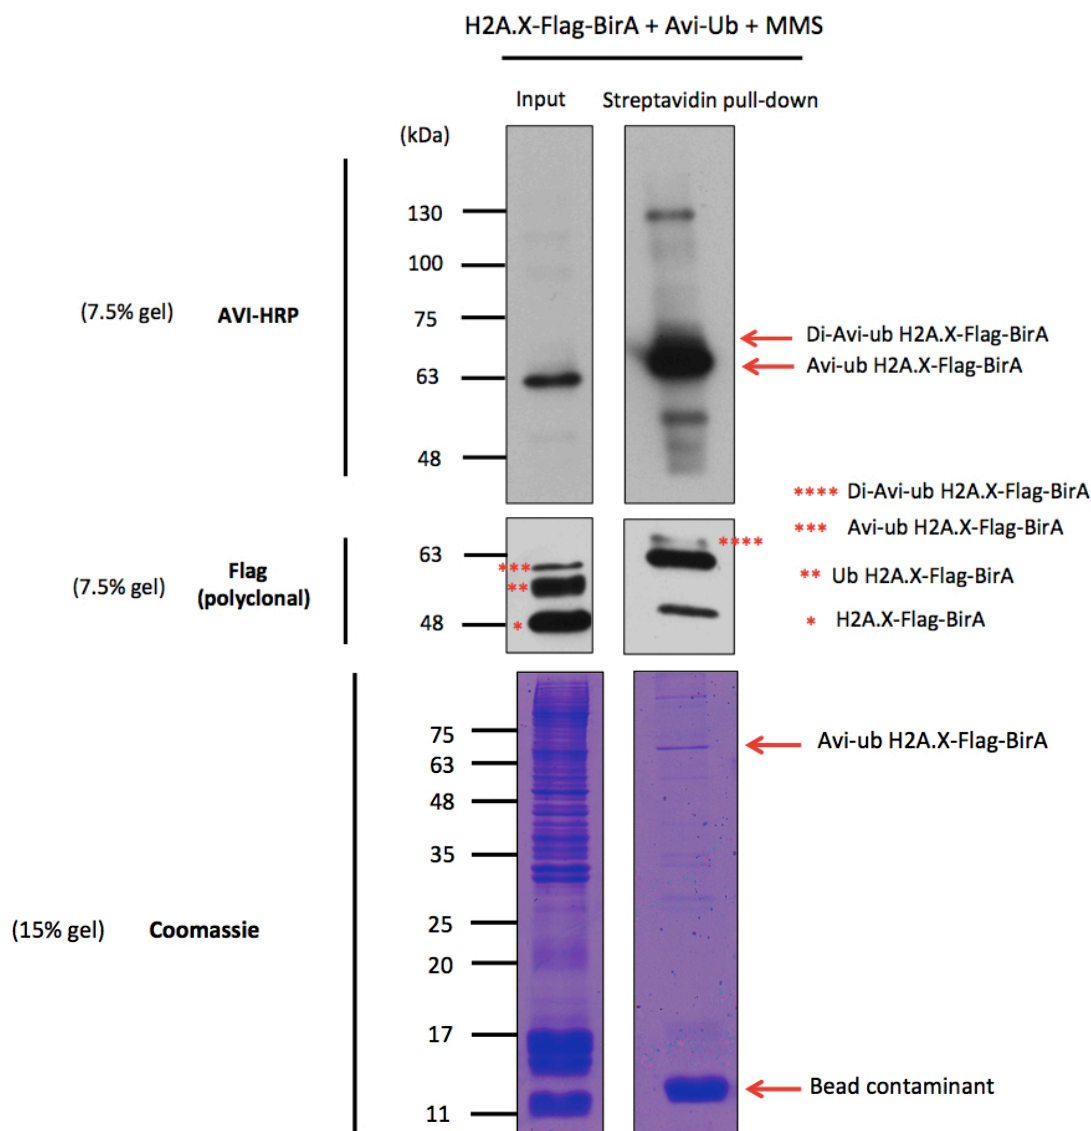 H2A.X-Flag-BirA + Avi-Ub + MMS
Input
Streptavidin pull-down
(kDa)
130
100
75
63
48
(7.5% gel)
AVI-HRP
Di-Avi-ub H2A.X-Flag-BirA
Avi-ub H2A.X-Flag-BirA
**** Di-Avi-ub H2A.X-Flag-BirA
*** Avi-ub H2A.X-Flag-BirA
** Ub H2A.X-Flag-BirA
* H2A.X-Flag-BirA
63
48
(7.5% gel)
Flag
(polyclonal)
***
**
*
****
75
63
48
35
25
20
17
11
(15% gel)
Coomassie
Avi-ub H2A.X-Flag-BirA
Bead contaminant